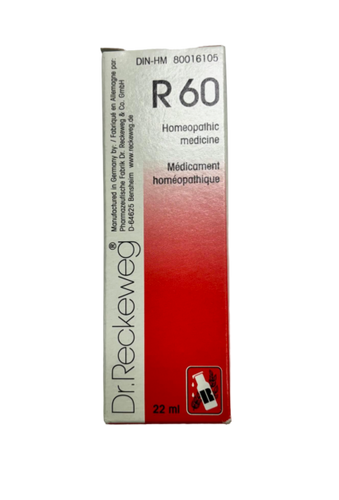 DIN-HM 80016105
R 60
Homeopathic
medicine
Médicament
homéopathique
Manufactured in Germany by: / Fabriqué en Allemagne par:
Pharmazeutische Fabrik Dr. Reckeweg & Co. GmbH
D-64625 Bensheim www.reckeweg.de
Dr.Reckeweg®
22 ml